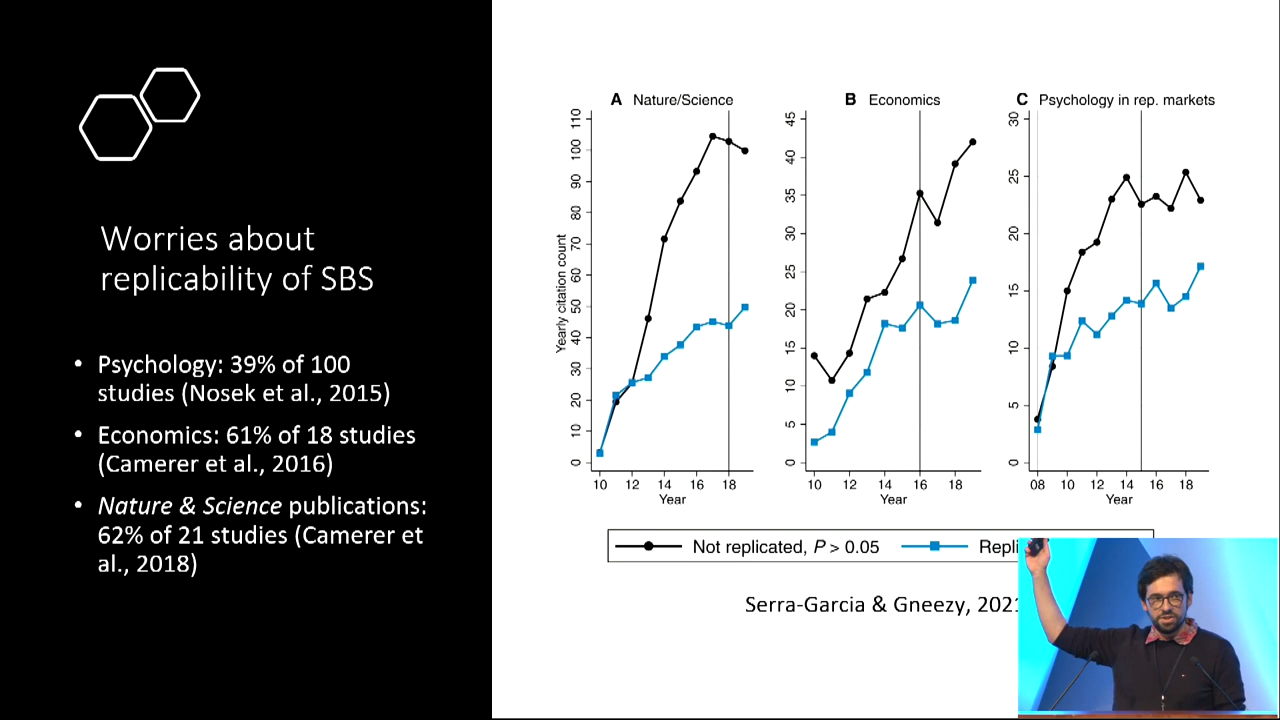 Worries about
replicability of SBS
• Psychology: 39% of 100
studies (Nosek et al., 2015)
• Economics: 61% of 18 studies
(Camerer et al., 2016)
• Nature & Science publications:
62% of 21 studies (Camerer et
al., 2018)
A Nature/Science
Yearly citation count
110
100
90
80
70
60
50
40
30
20
10
0
10 12 14 16 18
Year
B Economics
45
40
35
30
25
20
15
10
5
0
10 12 14 16 18
Year
C Psychology in rep. markets
30
25
20
15
10
5
0
08 10 14 16 18
Year
Not replicated, P > 0.05
Repli
Serra-Garcia & Gneezy, 2021